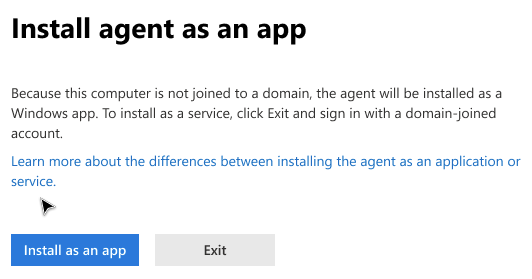 Install agent as an app
Because this computer is not joined to a domain, the agent will be installed as a
Windows app. To install as a service, click Exit and sign in with a domain-joined
account.
Learn more about the differences between installing the agent as an application or
service.
Install as an app
Exit